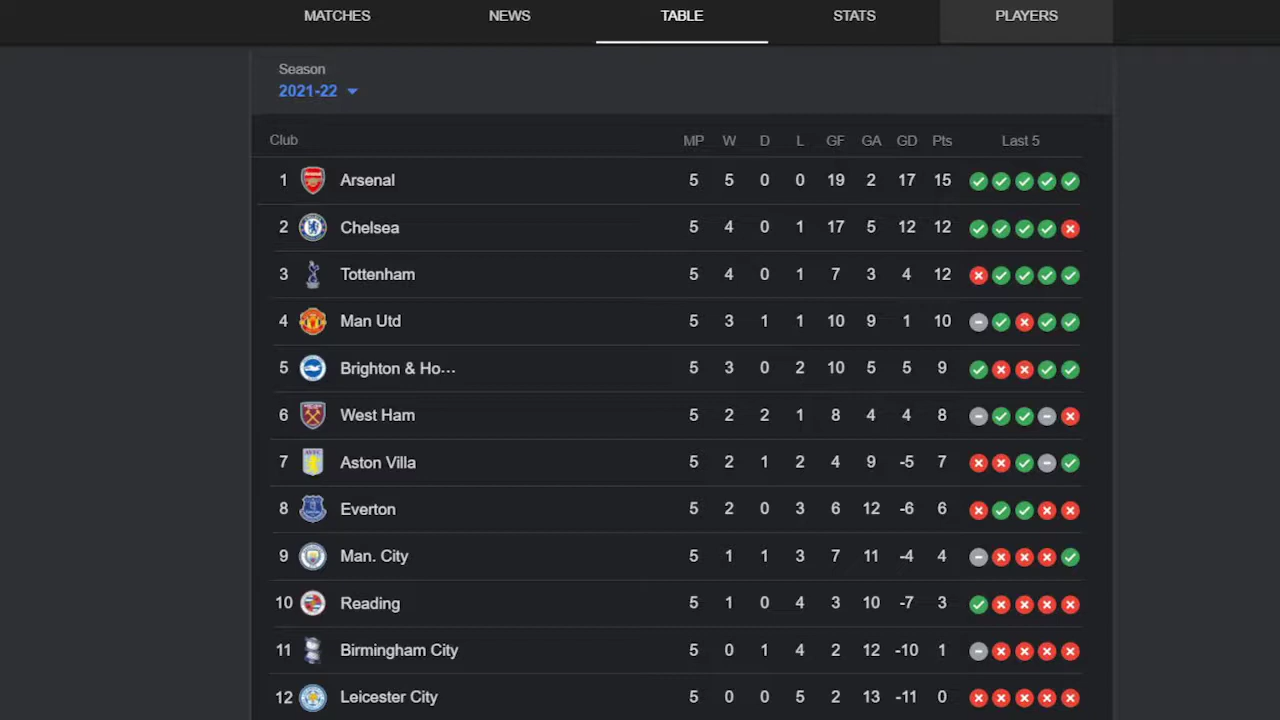 MATCHES NEWS TABLE STATS PLAYERS
Season
2021-22
Club MP W D L GF GA GD Pts Last 5
1 Arsenal 5 5 0 0 19 2 17 15
2 Chelsea 5 4 0 1 17 5 12 12
3 Tottenham 5 4 0 1 7 3 4 12
4 Man Utd 5 3 1 1 10 9 1 10
5 Brighton & Ho... 5 3 0 2 10 5 5 9
6 West Ham 5 2 2 1 8 4 4 8
7 Aston Villa 5 2 1 2 4 9 -5 7
8 Everton 5 2 0 3 6 12 -6 6
9 Man. City 5 1 1 3 7 11 -4 4
10 Reading 5 1 0 4 3 10 -7 3
11 Birmingham City 5 0 1 4 2 12 -10 1
12 Leicester City 5 0 0 5 2 13 -11 0